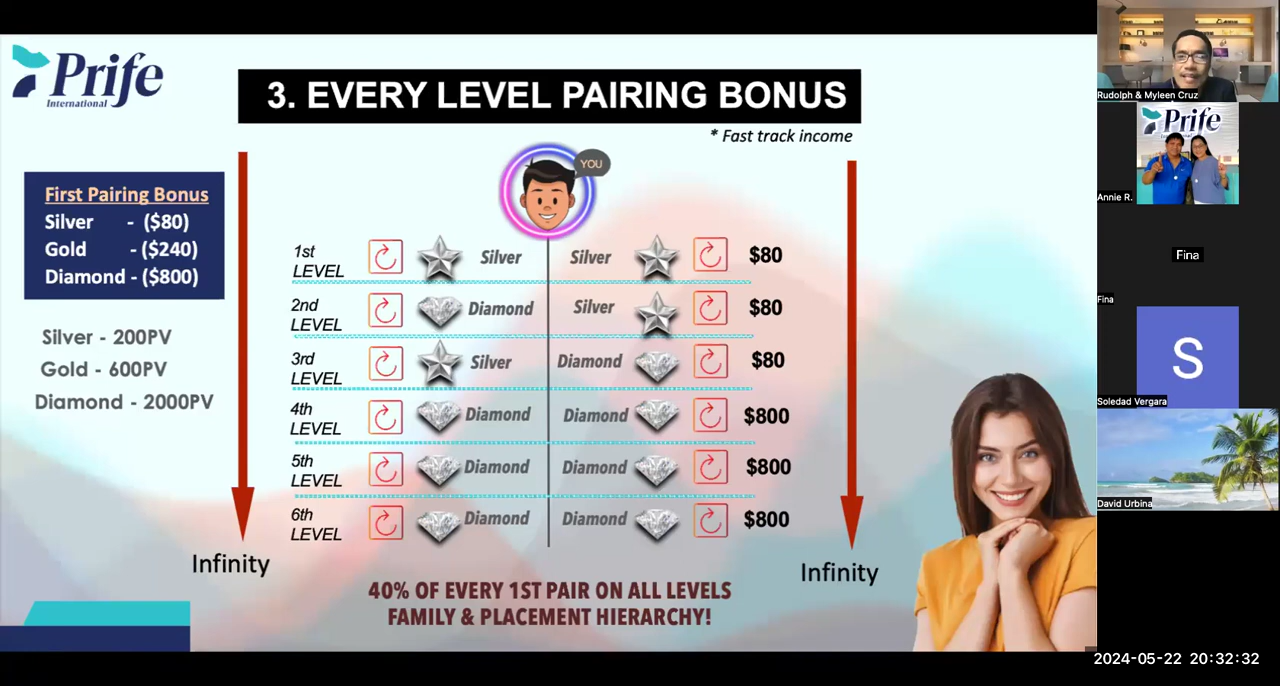 Prife
International
3. EVERY LEVEL PAIRING BONUS
* Fast track income
YOU
First Pairing Bonus
Silver - ($80)
Gold - ($240)
Diamond - ($800)
Silver - 200PV
Gold - 600PV
Diamond - 2000PV
1st LEVEL Silver Silver $80
2nd LEVEL Diamond Silver $80
3rd LEVEL Silver Diamond $80
4th LEVEL Diamond Diamond $800
5th LEVEL Diamond Diamond $800
6th LEVEL Diamond Diamond $800
Infinity
Infinity
40% OF EVERY 1ST PAIR ON ALL LEVELS
FAMILY & PLACEMENT HIERARCHY!
Rudolph & Myleen Cruz
Prife
International
Annie R.
Fina
Fina
S
Soledad Vergara
David Urbina
2024-05-22 20:32:32